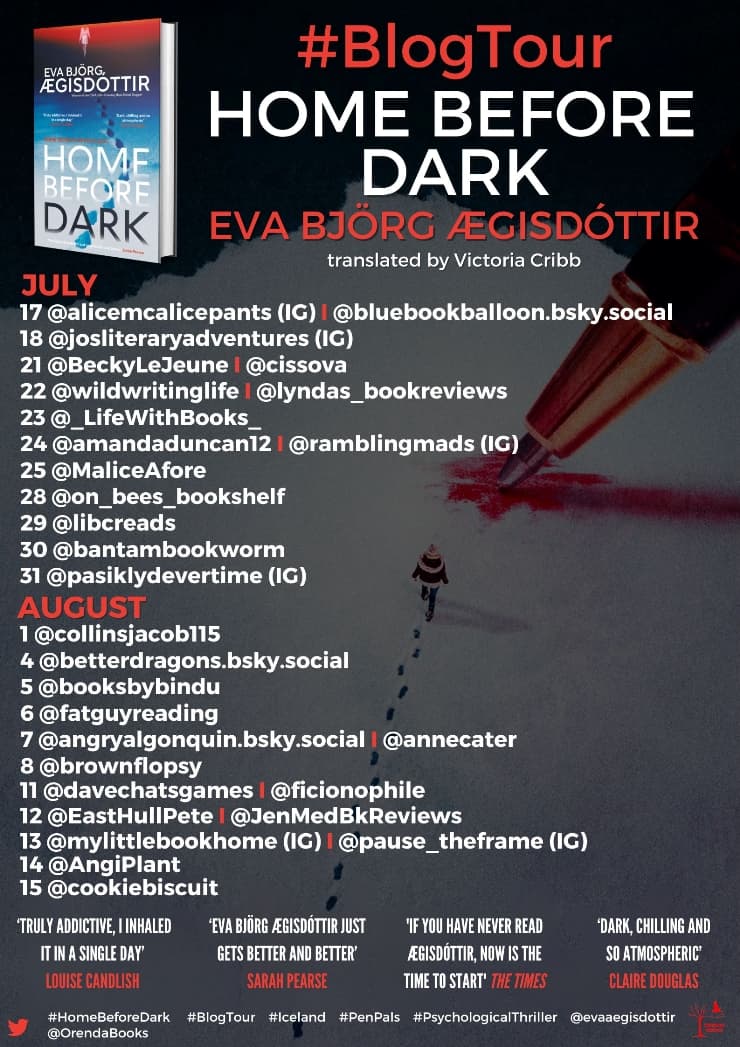 #BlogTour
HOME BEFORE
DARK
EVA BJÖRG ÆGISDÓTTIR
translated by Victoria Cribb
EVA BJÖRG
ÆGISDÓTTIR
HOME
BEFORE
DARK
JULY
17 @alicemcalicepants (IG) I @bluebookballoon.bsky.social
18 @josliteraryadventures (IG)
21 @BeckyLeJeune I @cissova
22 @wildwritinglife I @lyndas_bookreviews
23 @_LifeWithBooks_
24 @amandaduncan12 I @ramblingmads (IG)
25 @MaliceAfore
28 @on_bees_bookshelf
29 @libcreads
30 @bantambookworm
31 @pasiklydevertime (IG)
AUGUST
1 @collinsjacob115
4 @betterdragons.bsky.social
5 @booksbybindu
6 @fatguyreading
7 @angryalgonquin.bsky.social I @annecater
8 @brownflopsy
11 @davechatsgames I @ficionophile
12 @EastHullPete I @JenMedBkReviews
13 @mylittlebookhome (IG) I @pause_theframe (IG)
14 @AngiPlant
15 @cookiebiscuit
‘TRULY ADDICTIVE, I INHALED
IT IN A SINGLE DAY’
LOUISE CANDLISH
‘EVA BJÖRG ÆGISDÓTTIR JUST
GETS BETTER AND BETTER’
SARAH PEARSE
'IF YOU HAVE NEVER READ
ÆGISDÓTTIR, NOW IS THE
TIME TO START' THE TIMES
‘DARK, CHILLING AND
SO ATMOSPHERIC’
CLAIRE DOUGLAS
#HomeBeforeDark #BlogTour #Iceland #PenPals #PsychologicalThriller @evaaegisdottir
@OrendaBooks